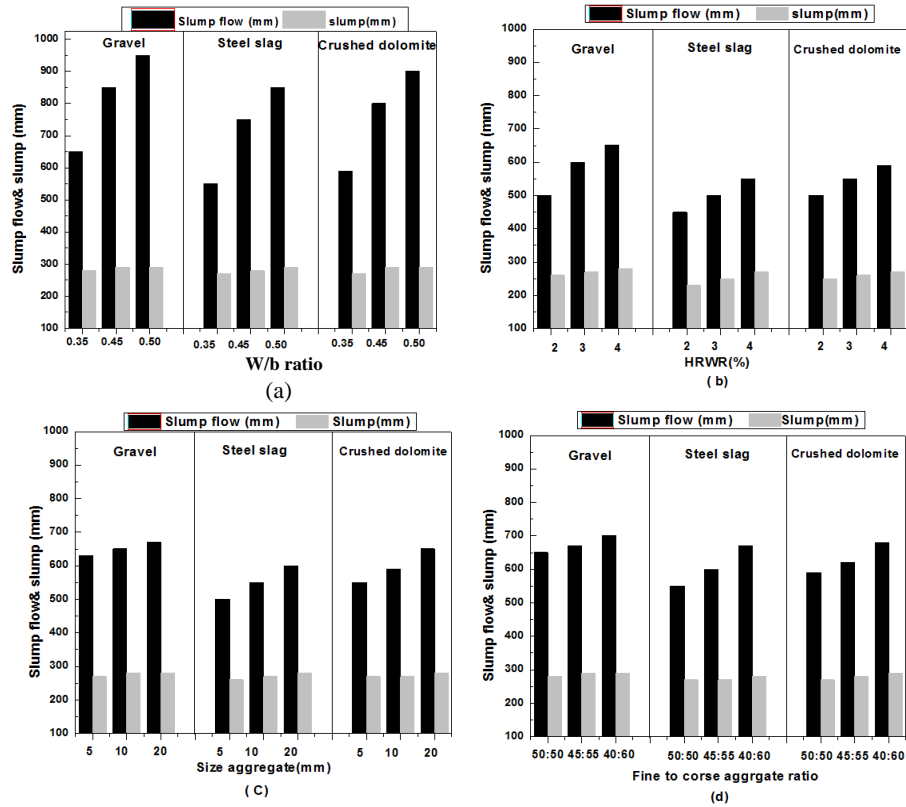 Slump flow (mm) slump(mm)
1000
900
800
700
600
500
400
300
200
100
Slump flow& slump (mm)
Gravel Steel slag Crushed dolomite
0.35 0.45 0.50 0.35 0.45 0.50 0.35 0.45 0.50
W/b ratio
(a)
Slump flow (mm) slump(mm)
1000
900
800
700
600
500
400
300
200
100
Slump flow& slump (mm)
Gravel Steel slag Crushed dolomite
2 3 4 2 3 4 2 3 4
HRWR(%)
( b)
Slump flow (mm) Slump(mm)
1000
900
800
700
600
500
400
300
200
100
Slump flow& slump (mm)
Gravel Steel slag Crushed dolomite
5 10 20 5 10 20 5 10 20
Size aggregate(mm)
( C)
Slump flow (mm) Slump(mm)
1000
900
800
700
600
500
400
300
200
100
Slump flow& slump (mm)
Gravel Steel slag Crushed dolomite
50:50 45:55 40:60 50:50 45:55 40:60 50:50 45:55 40:60
Fine to corse aggrgate ratio
(d)